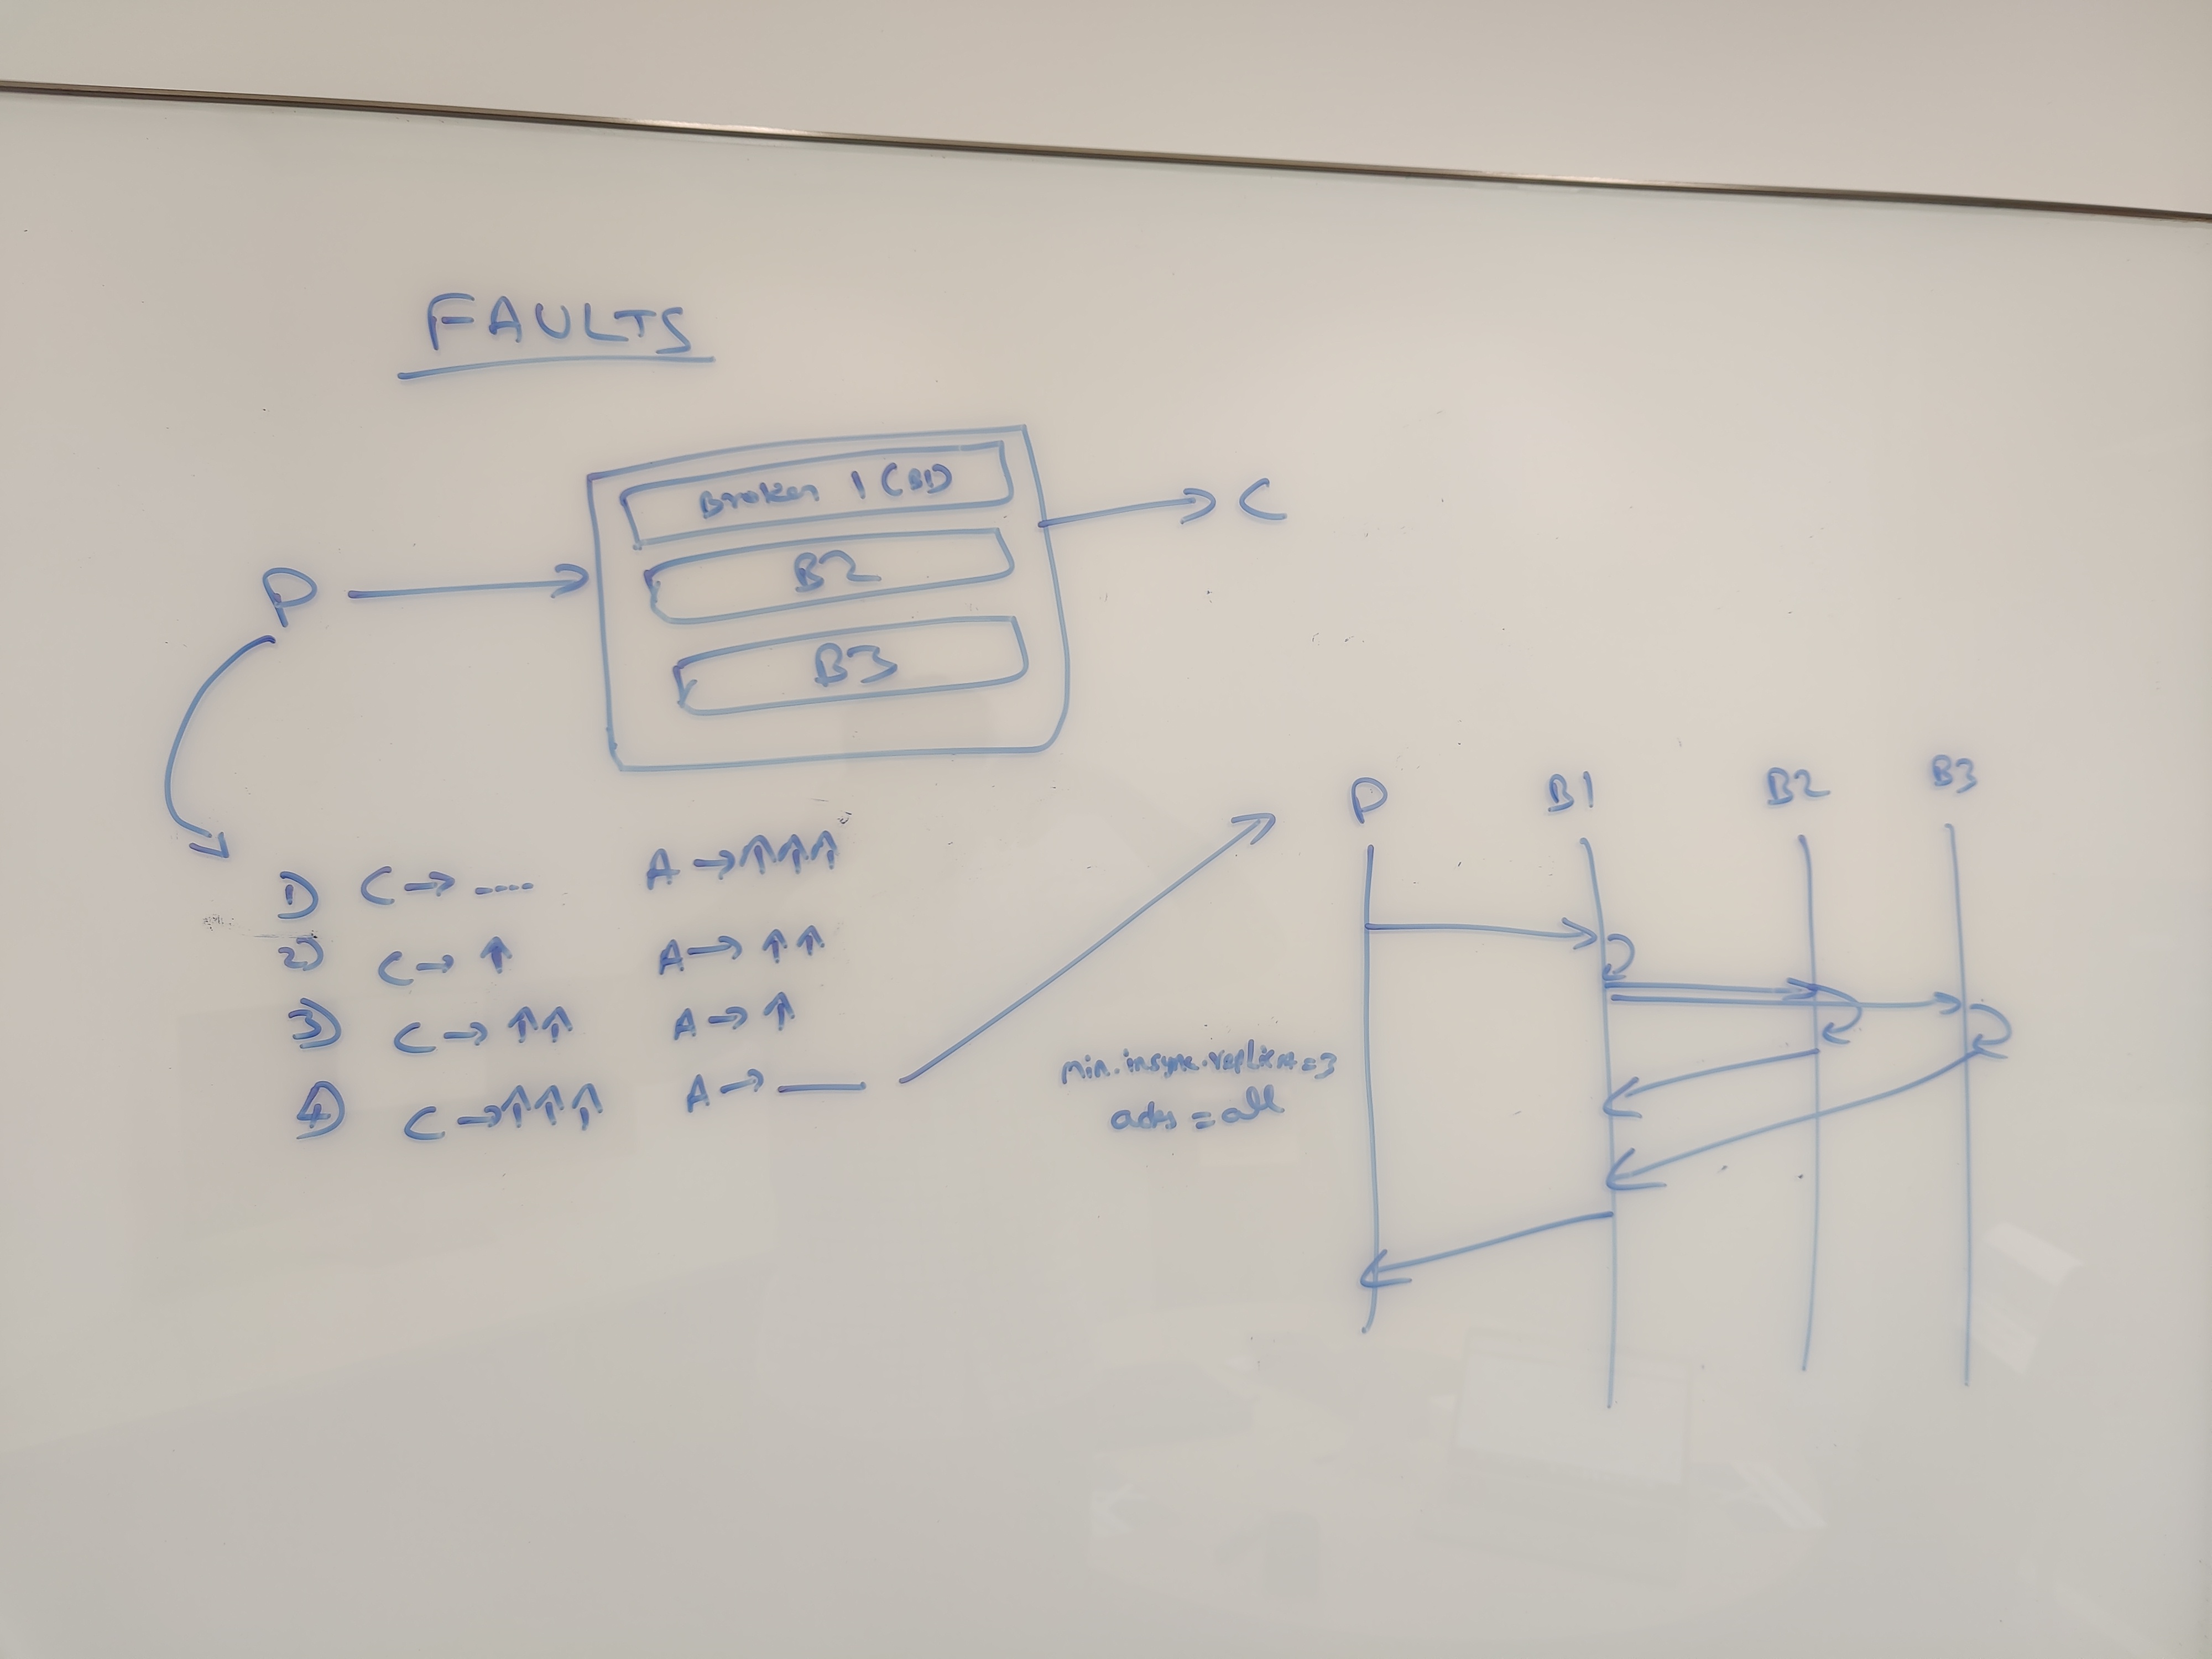 FAULTS
Broker 1 (B1)
B2
B3
P
C
1) C → ---- A → ↑↑↑
2) C → ↑ A → ↑↑
3) C → ↑↑ A → ↑
4) C → ↑↑↑ A → —
P B1 B2 B3
min.insync.replicas=3
acks = all